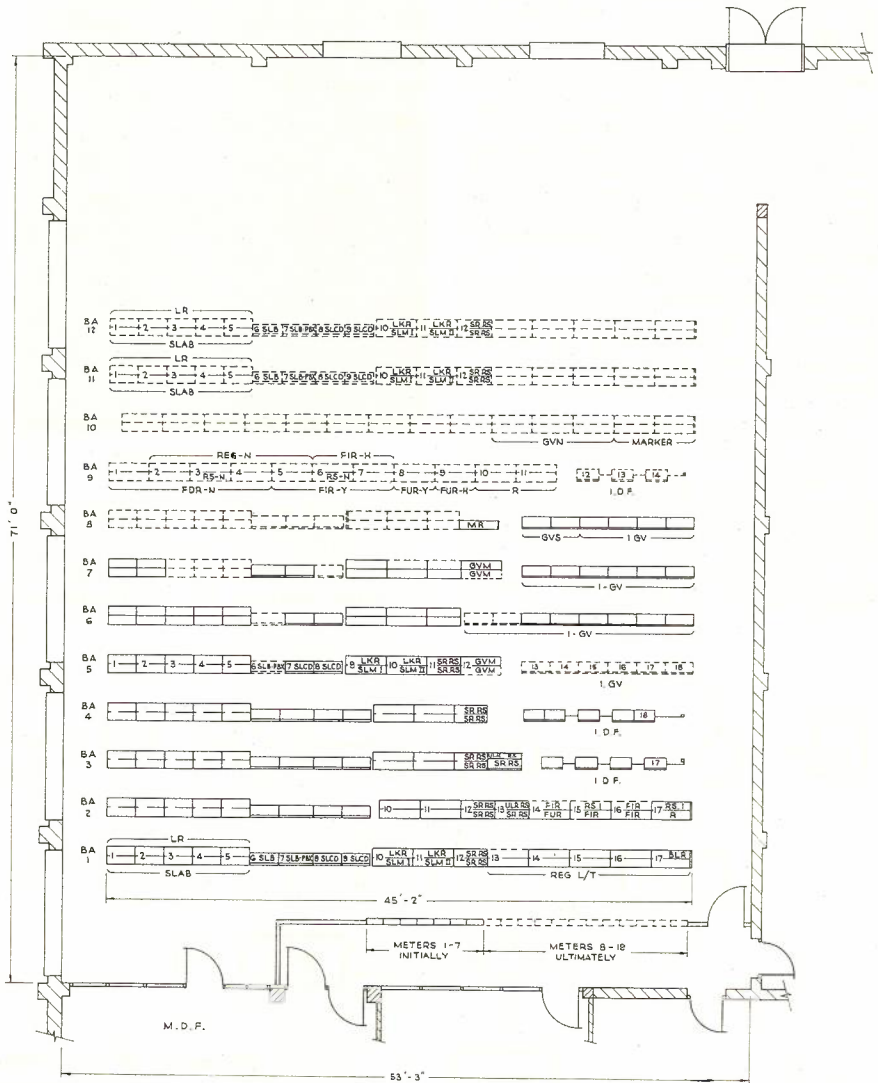 LR
BA 12 1 2 3 4 5 6 SLB 7 SLB-PBX 8 SLCD 9 SLCD 10 LKR SLM I 11 LKR SLM II 12 SR RS SR RS
SLAB
LR
BA 11 1 2 3 4 5 6 SLB 7 SLB-PBX 8 SLCD 9 SLCD 10 LKR SLM I 11 LKR SLM II 12 SR RS SR RS
SLAB
BA 10
GVN MARKER
REG-N FIR-K
BA 9 1 2 3 RS-N 4 5 6 RS-N 7 8 9 10 11 12 13 14
FDR-N FIR-Y FUR-Y FUR-K R I.D.F.
BA 8 MR
GVS I GV
BA 7 GVM GVM
I-GV
BA 6
I-GV
BA 5 1 2 3 4 5 6 SLB-PBX 7 SLCD 8 SLCD 8 LKR SLM I 10 LKR SLM II 11 SR RS SR RS 12 GVM GVM 13 14 15 16 17 18
I. GV
BA 4 SR RS SR RS 18
I.D.F.
BA 3 SR RS SR RS SR RS 17
I.D.F.
BA 2 10 11 12 SR RS SR RS 13 ULR RS SR RS 14 FIR FUR 15 RS I FIR 16 FIR FIR 17 RS I R
LR
BA 1 1 2 3 4 5 6 SLB 7 SLB-PBX 8 SLCD 9 SLCD 10 LKR SLM I 11 LKR SLM II 12 SR RS SR RS 13 14 15 16 17 BLR
SLAB REG L/T
45'-2"
METERS 1-7 INITIALLY
METERS 8-18 ULTIMATELY
M.D.F.
71' 0"
53'-3"